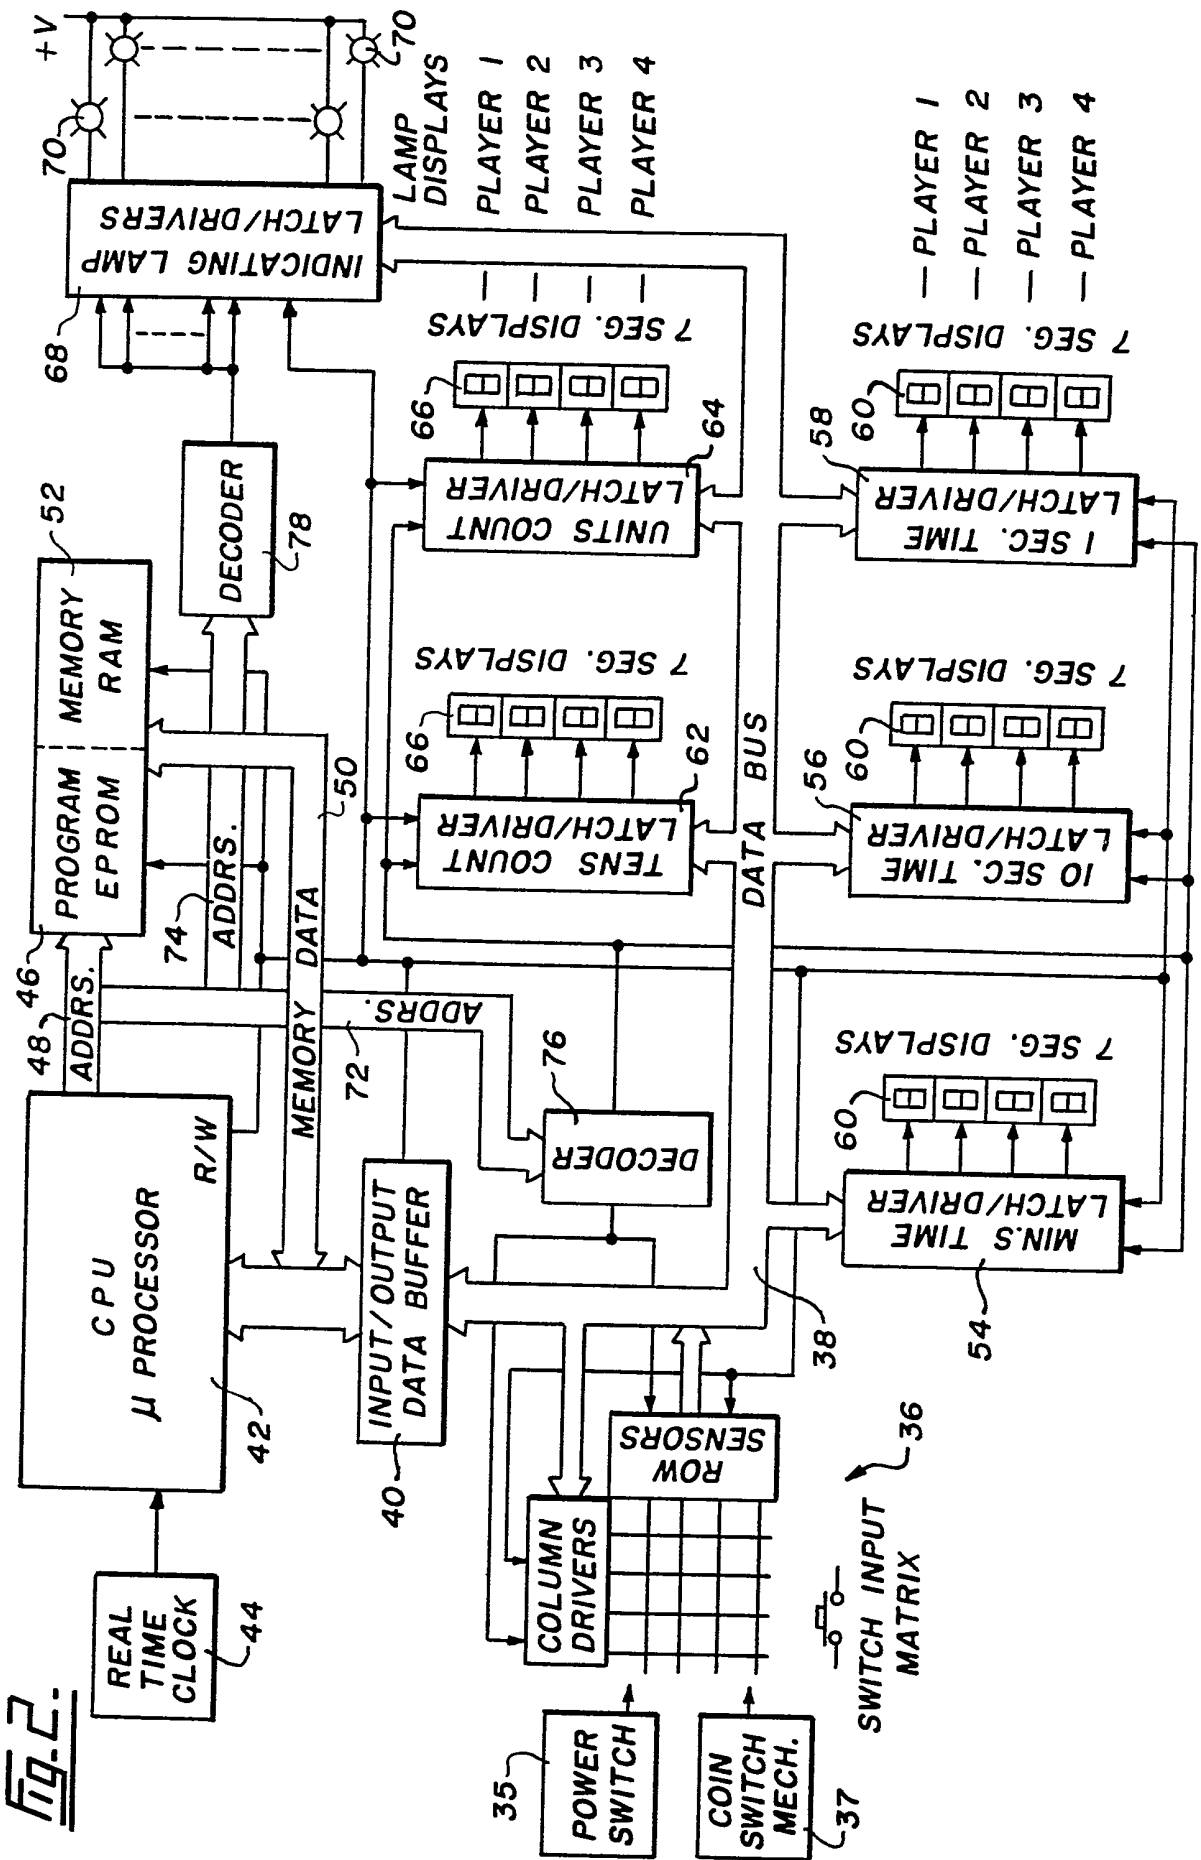 Fig. 2.
REAL
TIME
CLOCK
44
CPU
μ PROCESSOR
R/W
42
48
ADDRS.
46
PROGRAM
EPROM
MEMORY
RAM
52
74
ADDRS.
DECODER
78
68
INDICATING LAMP
LATCH/DRIVERS
+V
70
70
LAMP
DISPLAYS
MEMORY DATA
50
72
ADDRS.
INPUT/OUTPUT
DATA BUFFER
40
DECODER
76
TENS COUNT
LATCH/DRIVER
62
66
7 SEG. DISPLAYS
UNITS COUNT
LATCH/DRIVER
64
66
7 SEG. DISPLAYS
— PLAYER 1
— PLAYER 2
— PLAYER 3
— PLAYER 4
DATA BUS
38
35
POWER
SWITCH
COIN
SWITCH
MECH.
37
COLUMN
DRIVERS
ROW
SENSORS
SWITCH INPUT
MATRIX
36
MIN.S TIME
LATCH/DRIVER
54
60
7 SEG. DISPLAYS
10 SEC. TIME
LATCH/DRIVER
56
60
7 SEG. DISPLAYS
1 SEC. TIME
LATCH/DRIVER
58
60
7 SEG. DISPLAYS
— PLAYER 1
— PLAYER 2
— PLAYER 3
— PLAYER 4